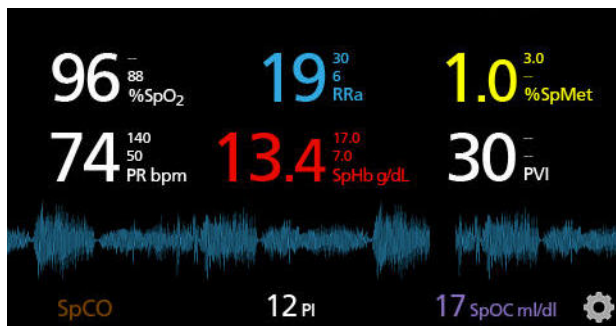 96 -- 88 %SpO₂
19 30 6 RRa
1.0 3.0 -- %SpMet
74 140 50 PR bpm
13.4 17.0 7.0 SpHb g/dL
30 -- -- PVI
SpCO
12 PI
17 SpOC ml/dl